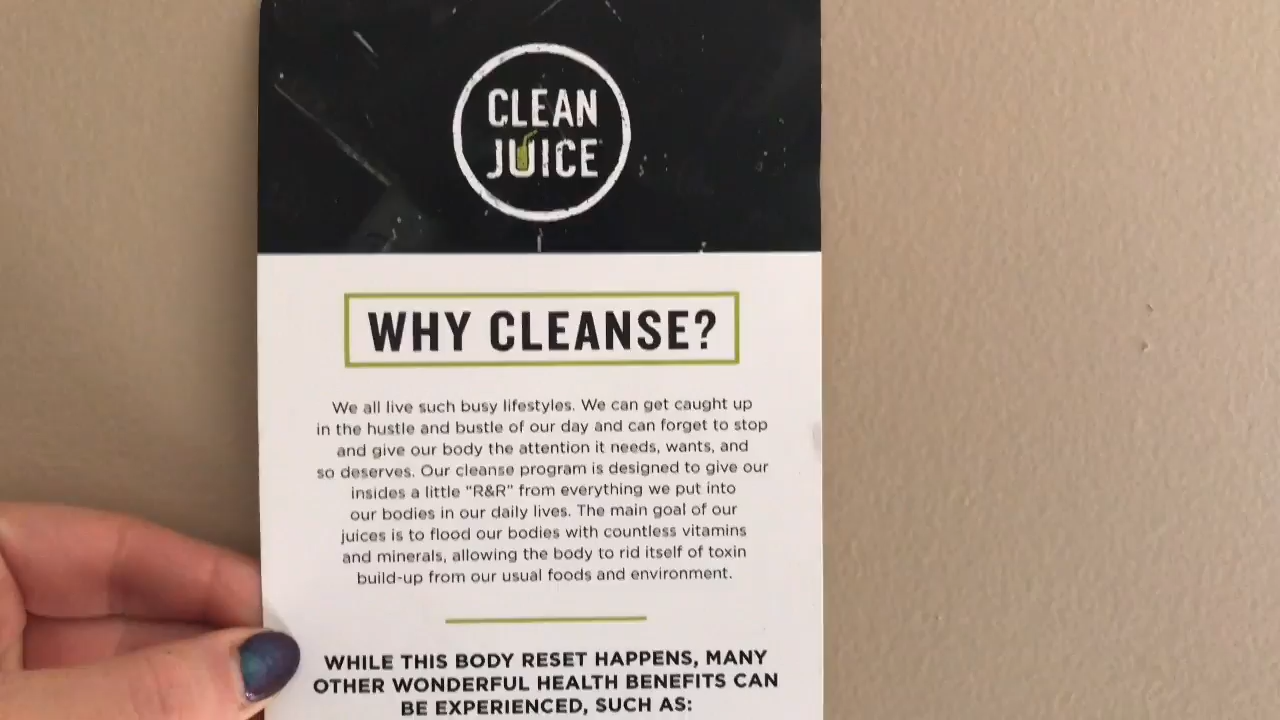 CLEAN
JUICE
WHY CLEANSE?
We all live such busy lifestyles. We can get caught up
in the hustle and bustle of our day and can forget to stop
and give our body the attention it needs, wants, and
so deserves. Our cleanse program is designed to give our
insides a little “R&R” from everything we put into
our bodies in our daily lives. The main goal of our
juices is to flood our bodies with countless vitamins
and minerals, allowing the body to rid itself of toxin
build-up from our usual foods and environment.
WHILE THIS BODY RESET HAPPENS, MANY
OTHER WONDERFUL HEALTH BENEFITS CAN
BE EXPERIENCED, SUCH AS: